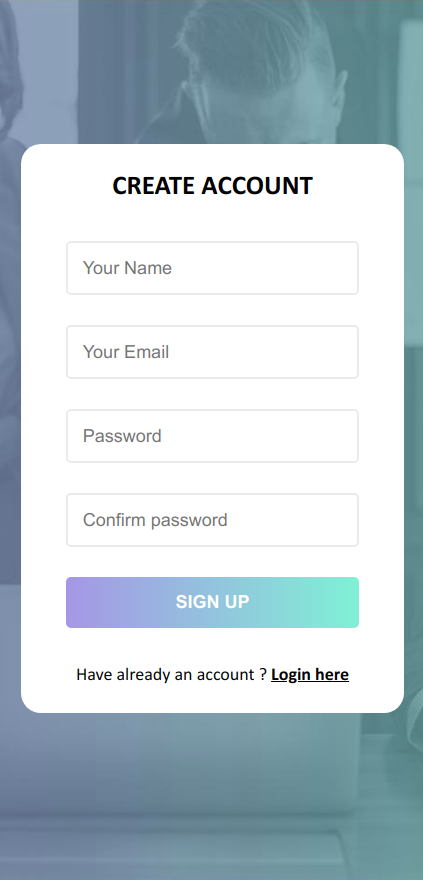 CREATE ACCOUNT
Your Name
Your Email
Password
Confirm password
SIGN UP
Have already an account ? Login here